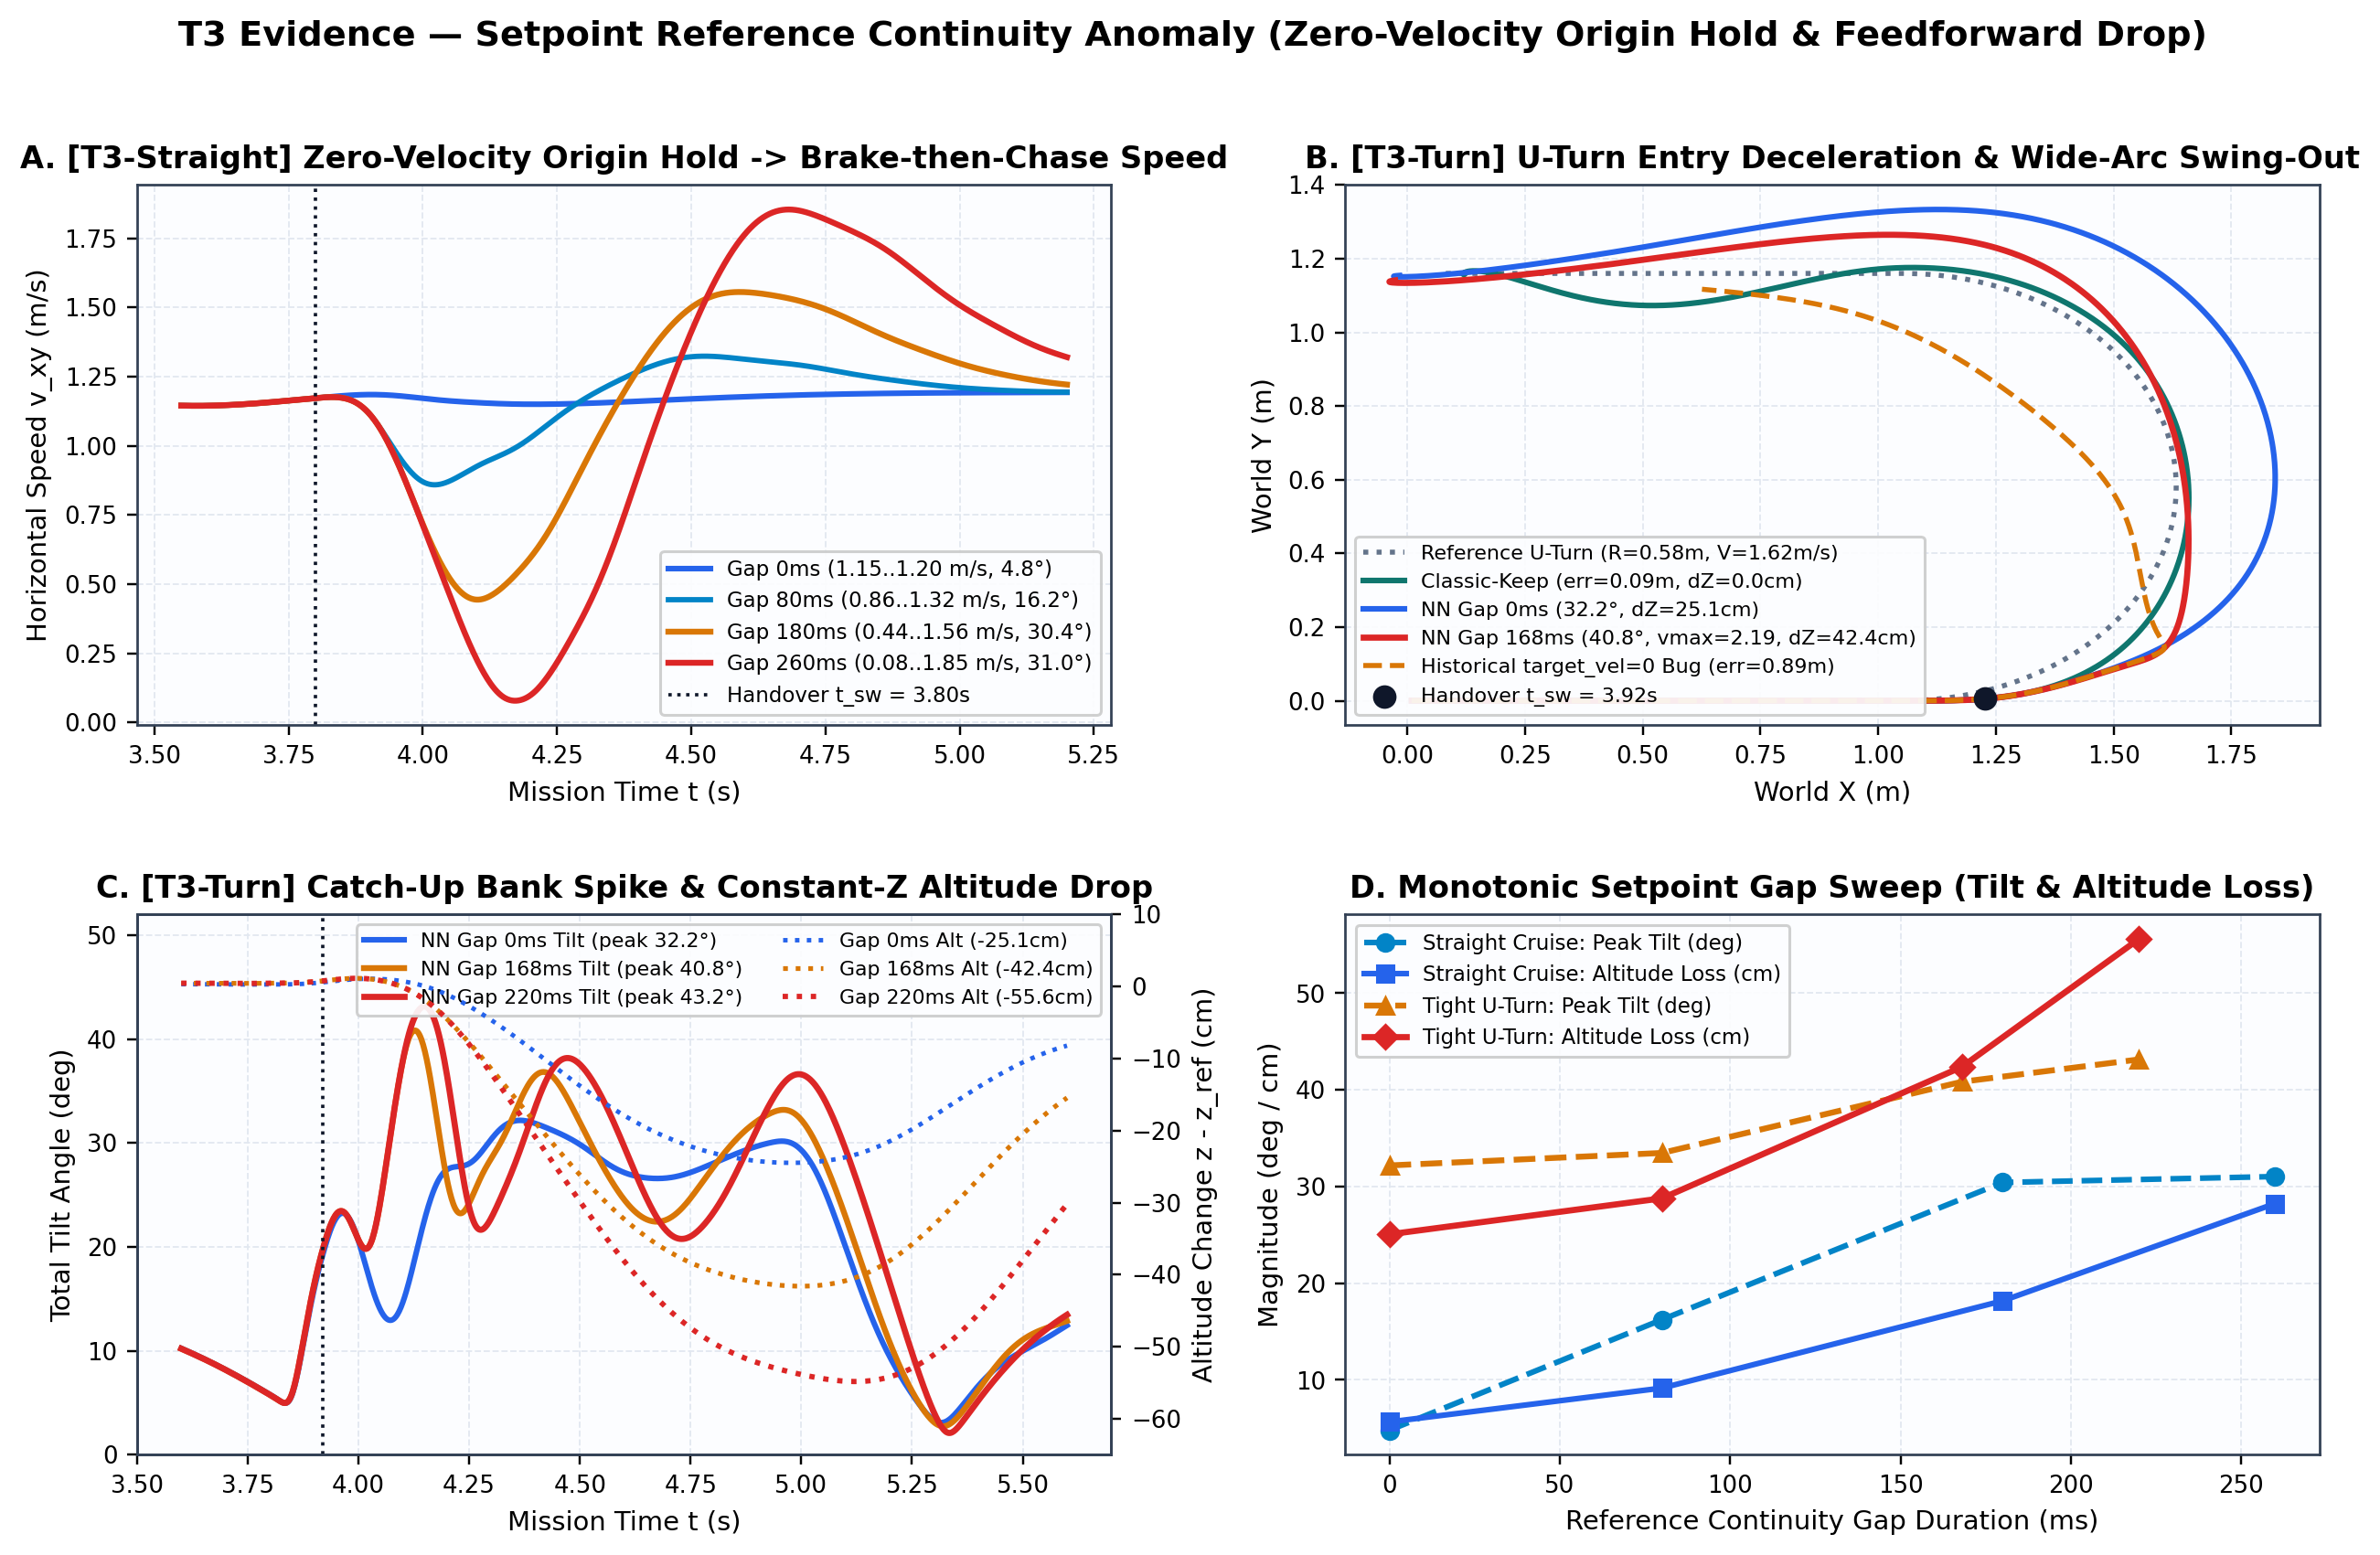 T3 Evidence — Setpoint Reference Continuity Anomaly (Zero-Velocity Origin Hold & Feedforward Drop)
A. [T3-Straight] Zero-Velocity Origin Hold -> Brake-then-Chase Speed
Horizontal Speed v_xy (m/s)
1.75
1.50
1.25
1.00
0.75
0.50
0.25
0.00
Gap 0ms (1.15..1.20 m/s, 4.8°)
Gap 80ms (0.86..1.32 m/s, 16.2°)
Gap 180ms (0.44..1.56 m/s, 30.4°)
Gap 260ms (0.08..1.85 m/s, 31.0°)
Handover t_sw = 3.80s
3.50 3.75 4.00 4.25 4.50 4.75 5.00 5.25
Mission Time t (s)
B. [T3-Turn] U-Turn Entry Deceleration & Wide-Arc Swing-Out
World Y (m)
1.4
1.2
1.0
0.8
0.6
0.4
0.2
0.0
Reference U-Turn (R=0.58m, V=1.62m/s)
Classic-Keep (err=0.09m, dZ=0.0cm)
NN Gap 0ms (32.2°, dZ=25.1cm)
NN Gap 168ms (40.8°, vmax=2.19, dZ=42.4cm)
Historical target_vel=0 Bug (err=0.89m)
Handover t_sw = 3.92s
0.00 0.25 0.50 0.75 1.00 1.25 1.50 1.75
World X (m)
C. [T3-Turn] Catch-Up Bank Spike & Constant-Z Altitude Drop
Total Tilt Angle (deg)
50
40
30
20
10
0
NN Gap 0ms Tilt (peak 32.2°)
NN Gap 168ms Tilt (peak 40.8°)
NN Gap 220ms Tilt (peak 43.2°)
Gap 0ms Alt (-25.1cm)
Gap 168ms Alt (-42.4cm)
Gap 220ms Alt (-55.6cm)
10
0
−10
−20
−30
−40
−50
−60
Altitude Change z - z_ref (cm)
3.50 3.75 4.00 4.25 4.50 4.75 5.00 5.25 5.50
Mission Time t (s)
D. Monotonic Setpoint Gap Sweep (Tilt & Altitude Loss)
Magnitude (deg / cm)
50
40
30
20
10
Straight Cruise: Peak Tilt (deg)
Straight Cruise: Altitude Loss (cm)
Tight U-Turn: Peak Tilt (deg)
Tight U-Turn: Altitude Loss (cm)
0 50 100 150 200 250
Reference Continuity Gap Duration (ms)